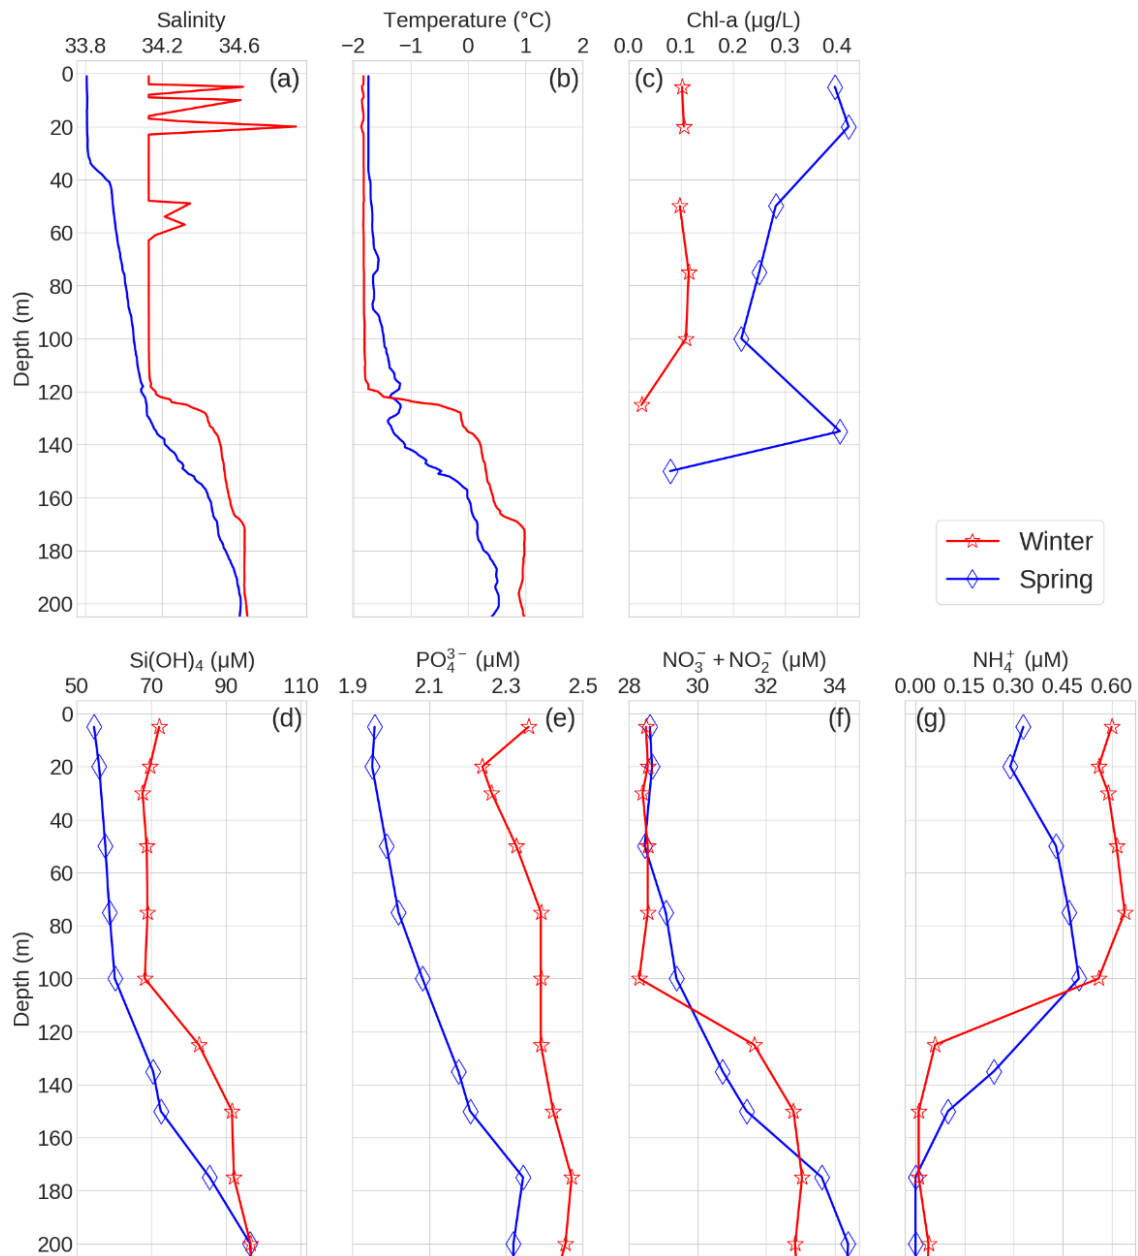 Salinity
33.8 34.2 34.6
Temperature (°C)
−2 −1 0 1 2
Chl-a (μg/L)
0.0 0.1 0.2 0.3 0.4
0
20
40
60
80
100
120
140
160
180
200
Depth (m)
(a)
(b)
(c)
Winter
Spring
Si(OH)₄ (μM)
50 70 90 110
PO₄³⁻ (μM)
1.9 2.1 2.3 2.5
NO₃⁻ + NO₂⁻ (μM)
28 30 32 34
NH₄⁺ (μM)
0.00 0.15 0.30 0.45 0.60
0
20
40
60
80
100
120
140
160
180
200
Depth (m)
(d)
(e)
(f)
(g)